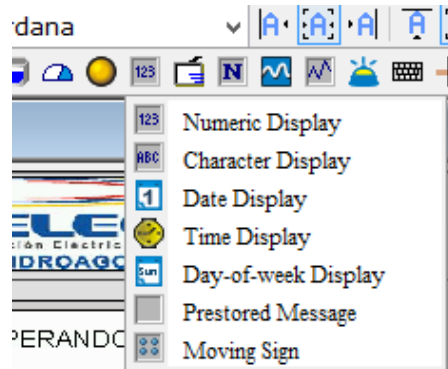 rdana
A A A A
123 N
123 Numeric Display
ABC Character Display
1 Date Display
Time Display
Sun Day-of-week Display
Prestored Message
Moving Sign
ELEC
ción Electric
IDROAGO
PERANDO